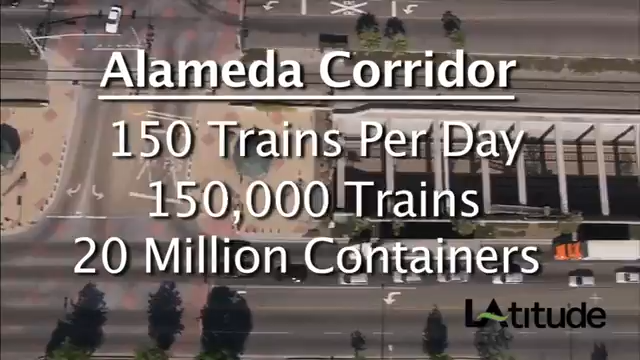 Alameda Corridor
150 Trains Per Day
150,000 Trains
20 Million Containers
LAtitude